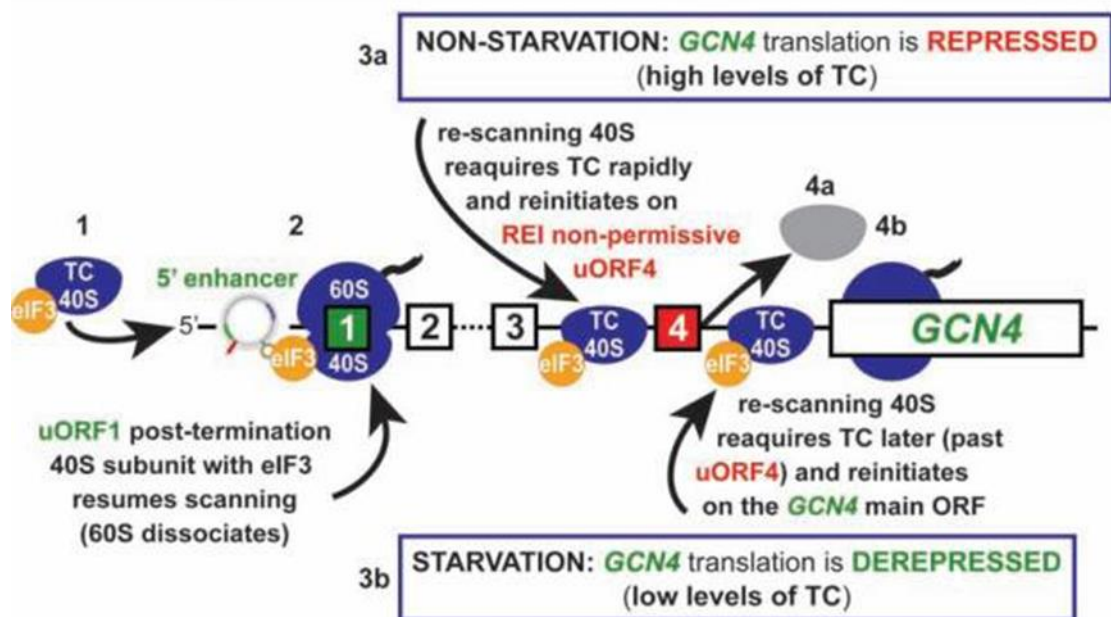 3a
NON-STARVATION: GCN4 translation is REPRESSED
(high levels of TC)
re-scanning 40S
reaquires TC rapidly
and reinitiates on
REI non-permissive
uORF4
1
TC
40S
eIF3
2
5' enhancer
5'
60S
1
40S
eIF3
2
3
TC
40S
eIF3
4
4a
4b
TC
40S
eIF3
GCN4
uORF1 post-termination
40S subunit with eIF3
resumes scanning
(60S dissociates)
re-scanning 40S
reaquires TC later (past
uORF4) and reinitiates
on the GCN4 main ORF
3b
STARVATION: GCN4 translation is DEREPRESSED
(low levels of TC)